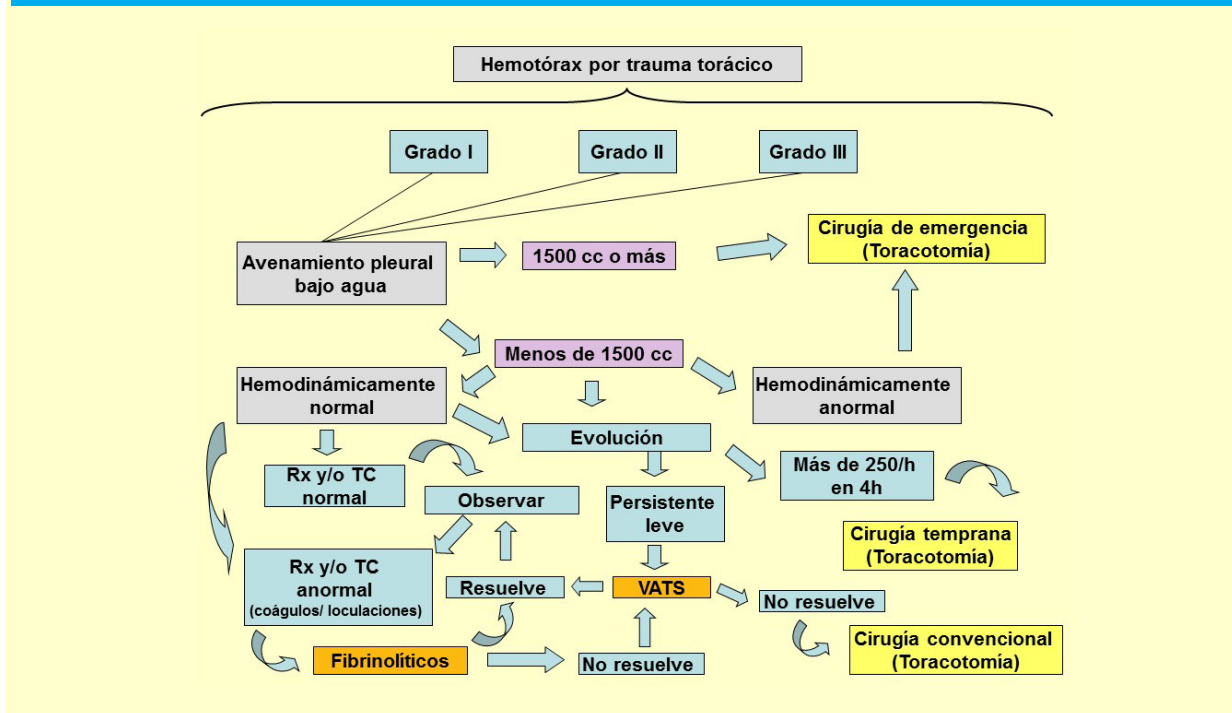 Hemotórax por trauma torácico
Grado I
Grado II
Grado III
Avenamiento pleural
bajo agua
1500 cc o más
Cirugía de emergencia
(Toracotomía)
Menos de 1500 cc
Hemodinámicamente
normal
Hemodinámicamente
anormal
Evolución
Rx y/o TC
normal
Observar
Persistente
leve
Más de 250/h
en 4h
Cirugía temprana
(Toracotomía)
Rx y/o TC
anormal
(coágulos/ loculaciones)
Resuelve
VATS
No resuelve
Fibrinolíticos
No resuelve
Cirugía convencional
(Toracotomía)